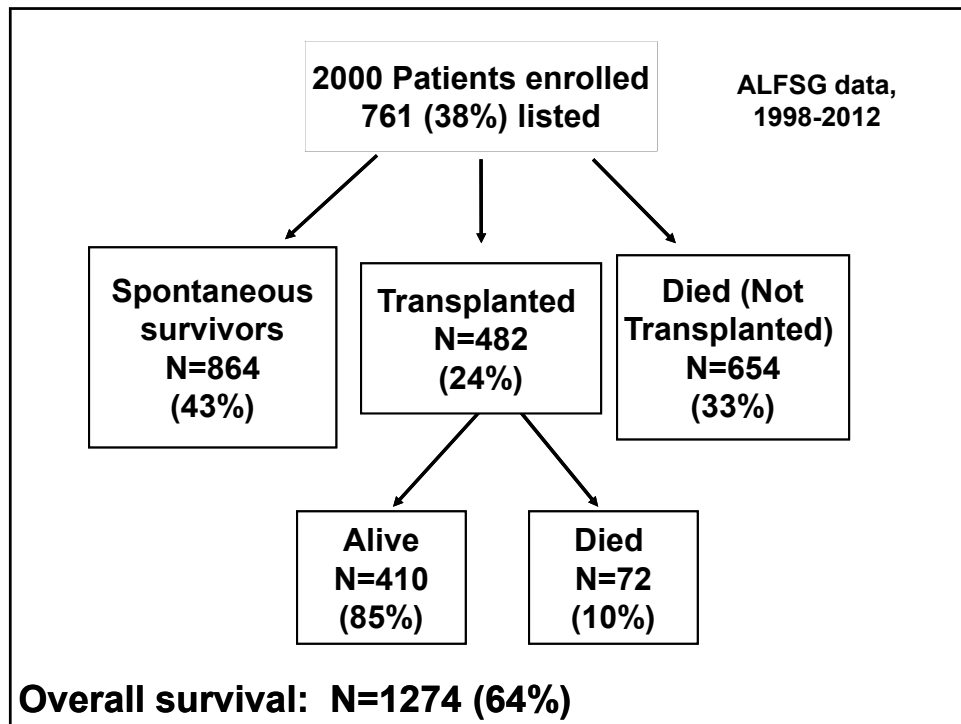 2000 Patients enrolled
761 (38%) listed
ALFSG data,
1998-2012
Spontaneous
survivors
N=864
(43%)
Transplanted
N=482
(24%)
Died (Not
Transplanted)
N=654
(33%)
Alive
N=410
(85%)
Died
N=72
(10%)
Overall survival:  N=1274 (64%)